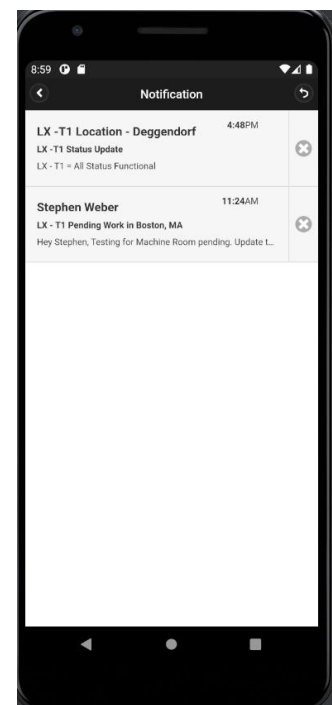 8:59
Notification
LX -T1 Location - Deggendorf 4:48PM
LX -T1 Status Update
LX - T1 = All Status Functional
Stephen Weber 11:24AM
LX - T1 Pending Work in Boston, MA
Hey Stephen, Testing for Machine Room pending. Update t...